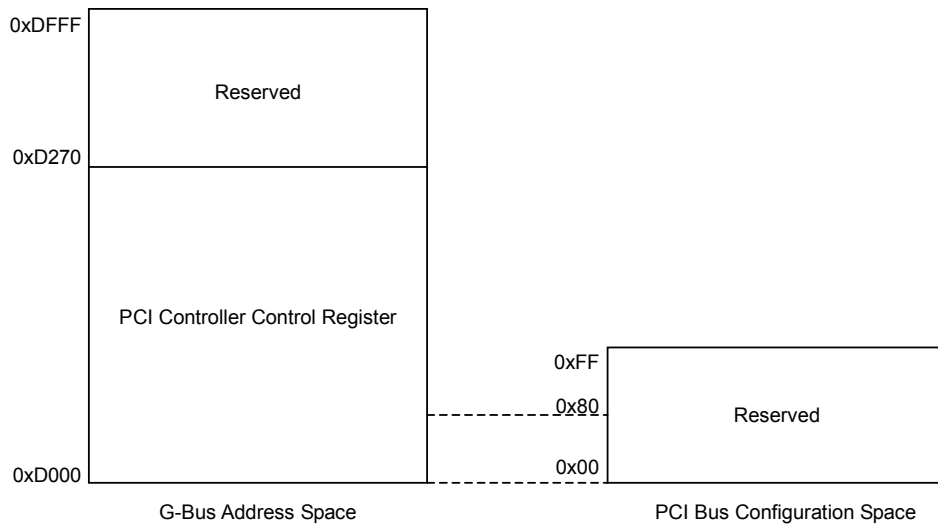 0xDFFF
Reserved
0xD270
PCI Controller Control Register
0xFF
0x80
Reserved
0x00
0xD000
G-Bus Address Space
PCI Bus Configuration Space